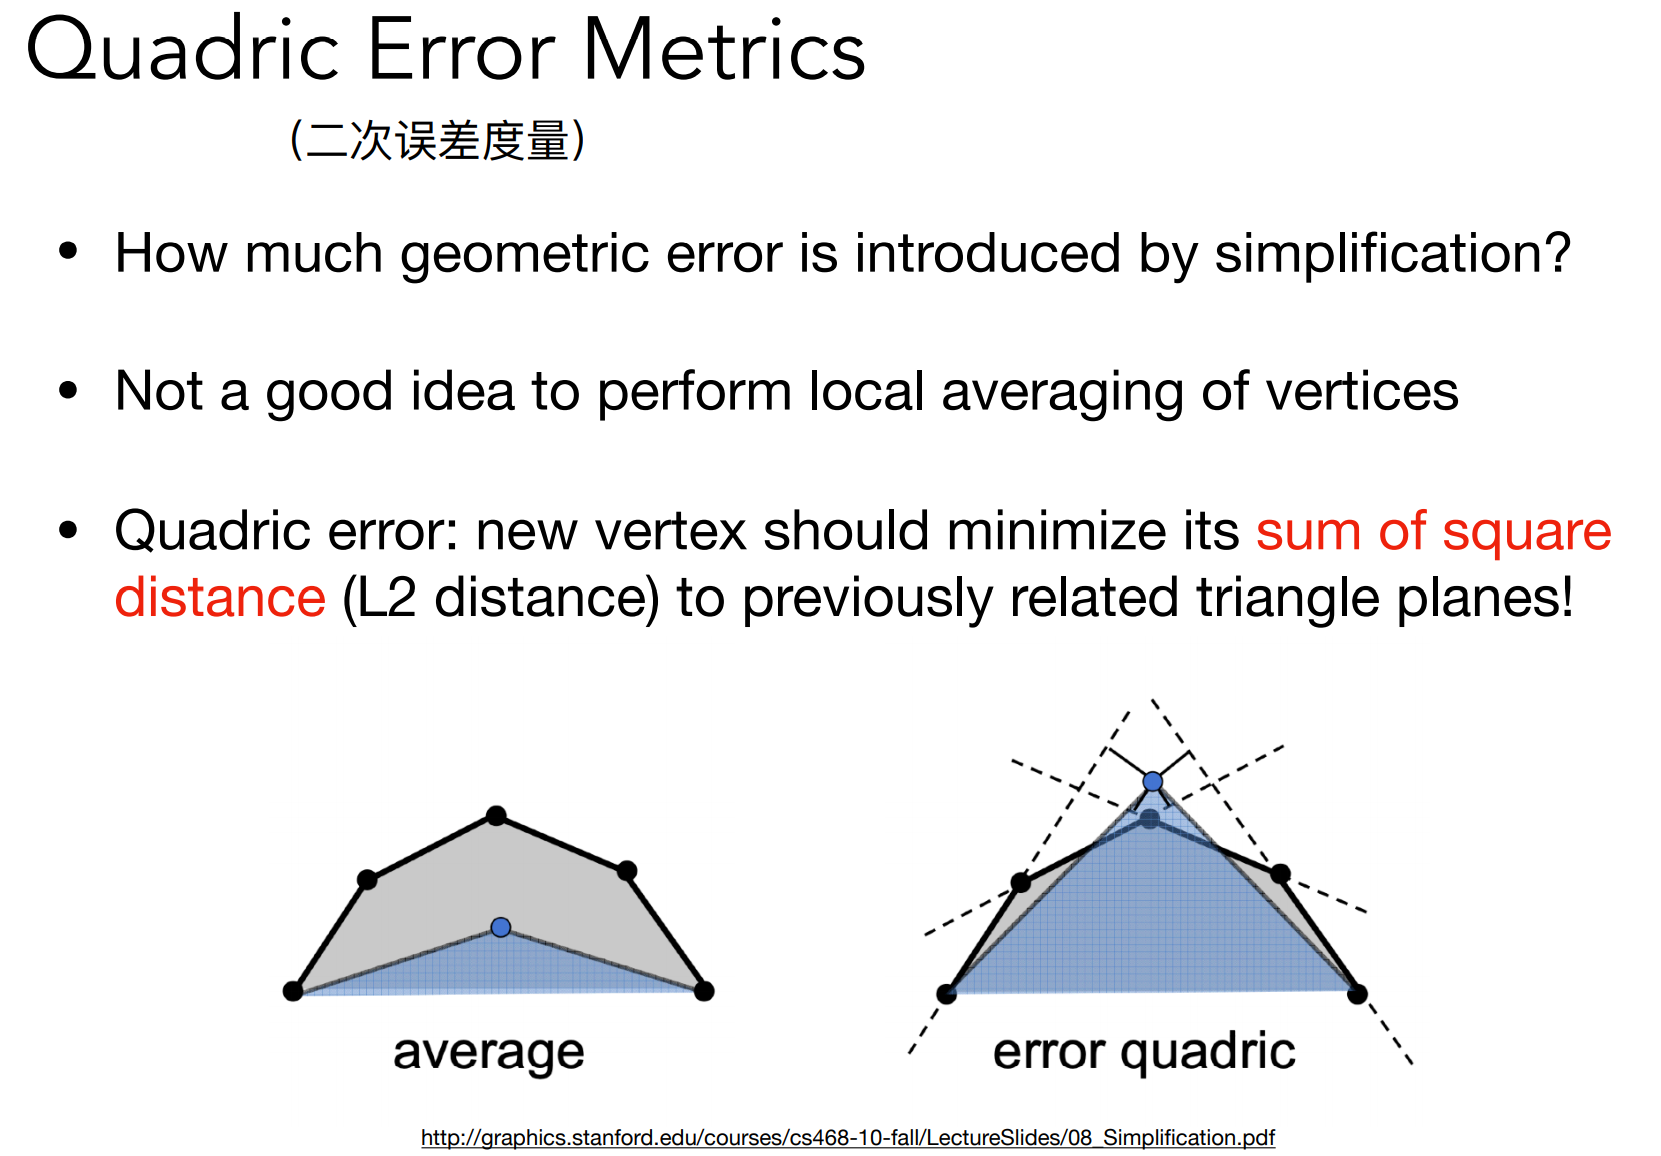 Quadric Error Metrics
(二次误差度量)
• How much geometric error is introduced by simplification?
• Not a good idea to perform local averaging of vertices
• Quadric error: new vertex should minimize its sum of square
distance (L2 distance) to previously related triangle planes!
average
error quadric
http://graphics.stanford.edu/courses/cs468-10-fall/LectureSlides/08_Simplification.pdf